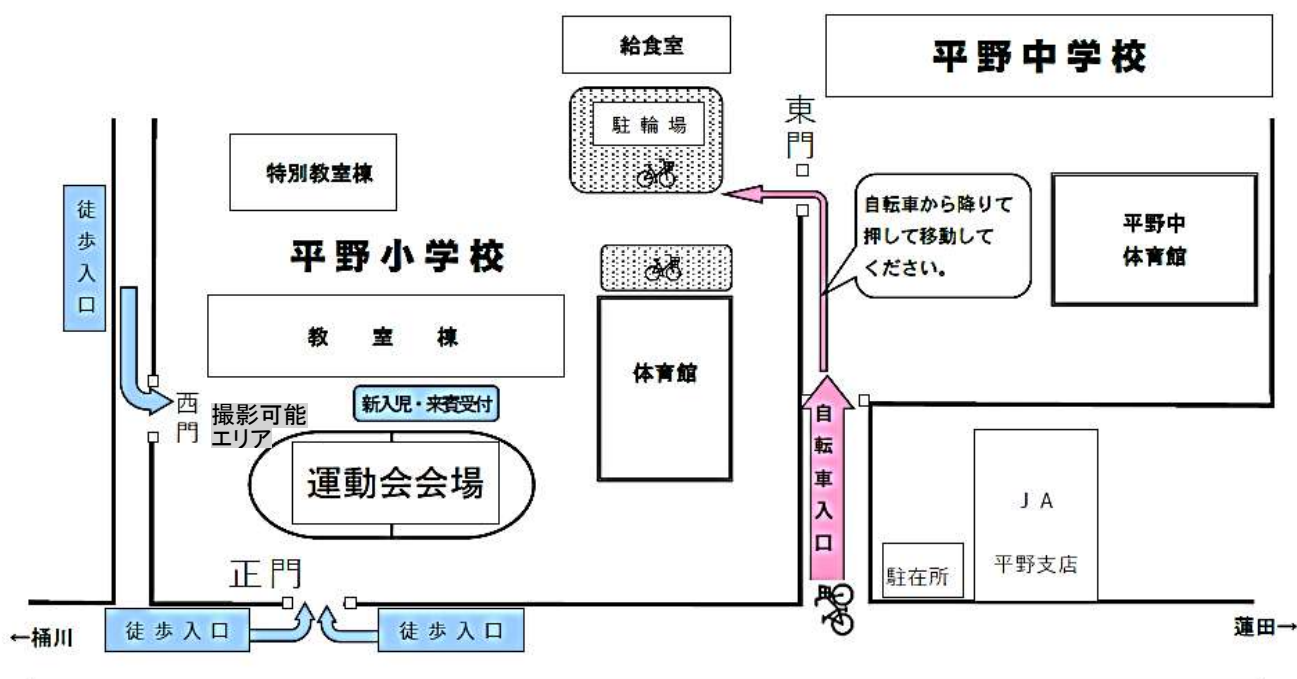 給食室
平野中学校
駐輪場
東門
特別教室棟
徒歩入口
自転車から降りて
押して移動して
ください。
平野中
体育館
平野小学校
教室棟
体育館
新入児・来賓受付
西門
撮影可能
エリア
自転車入口
運動会会場
JA
平野支店
駐在所
正門
徒歩入口
徒歩入口
←桶川
蓮田→